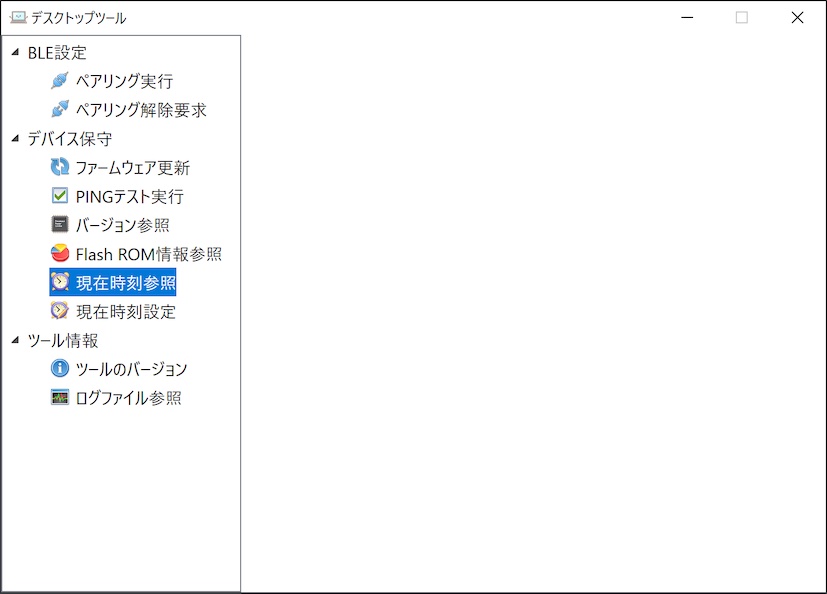 デスクトップツール
BLE設定
ペアリング実行
ペアリング解除要求
デバイス保守
ファームウェア更新
PINGテスト実行
バージョン参照
Flash ROM情報参照
現在時刻参照
現在時刻設定
ツール情報
ツールのバージョン
ログファイル参照